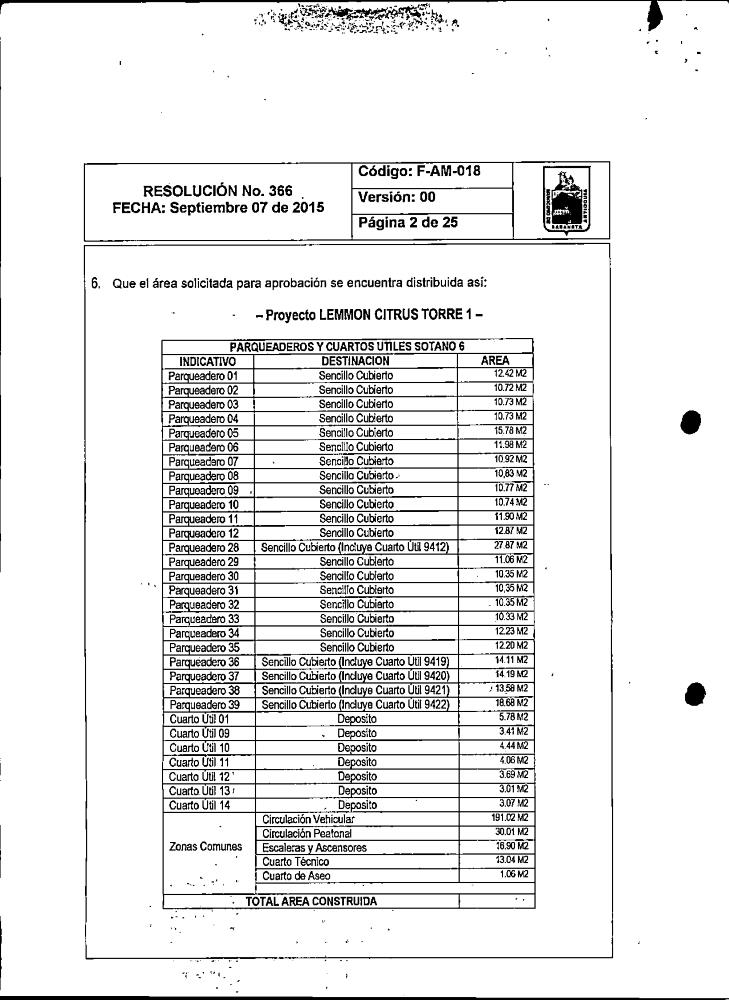 RESOLUCIÓN No. 366
FECHA: Septiembre 07 de 2015
Código: F-AM-018
Versión: 00
Página 2 de 25
SABANETA
6. Que el área solicitada para aprobación se encuentra distribuida así:
– Proyecto LEMMON CITRUS TORRE 1 –
PARQUEADEROS Y CUARTOS UTILES SOTANO 6
INDICATIVO DESTINACION AREA
Parqueadero 01 Sencillo Cubierto 12.42 M2
Parqueadero 02 Sencillo Cubierto 10.72 M2
Parqueadero 03 Sencillo Cubierto 10.73 M2
Parqueadero 04 Sencillo Cubierto 10.73 M2
Parqueadero 05 Sencillo Cubierto 15.78 M2
Parqueadero 06 Sencillo Cubierto 11.98 M2
Parqueadero 07 Sencillo Cubierto 10.92 M2
Parqueadero 08 Sencillo Cubierto 10,83 M2
Parqueadero 09 Sencillo Cubierto 10.77 M2
Parqueadero 10 Sencillo Cubierto 10.74 M2
Parqueadero 11 Sencillo Cubierto 11.90 M2
Parqueadero 12 Sencillo Cubierto 12.87 M2
Parqueadero 28 Sencillo Cubierto (Incluye Cuarto Útil 9412) 27.87 M2
Parqueadero 29 Sencillo Cubierto 11.06 M2
Parqueadero 30 Sencillo Cubierto 10.35 M2
Parqueadero 31 Sencillo Cubierto 10,35 M2
Parqueadero 32 Sencillo Cubierto 10.35 M2
Parqueadero 33 Sencillo Cubierto 10.33 M2
Parqueadero 34 Sencillo Cubierto 12.23 M2
Parqueadero 35 Sencillo Cubierto 12.20 M2
Parqueadero 36 Sencillo Cubierto (Incluye Cuarto Útil 9419) 14.11 M2
Parqueadero 37 Sencillo Cubierto (Incluye Cuarto Útil 9420) 14.19 M2
Parqueadero 38 Sencillo Cubierto (Incluye Cuarto Útil 9421) 13,58 M2
Parqueadero 39 Sencillo Cubierto (Incluye Cuarto Útil 9422) 18.68 M2
Cuarto Útil 01 Deposito 5.78 M2
Cuarto Útil 09 Deposito 3.41 M2
Cuarto Útil 10 Deposito 4.44 M2
Cuarto Útil 11 Deposito 4.06 M2
Cuarto Útil 12 Deposito 3.69 M2
Cuarto Útil 13 Deposito 3.01 M2
Cuarto Útil 14 Deposito 3.07 M2
Zonas Comunes
Circulación Vehicular 191.02 M2
Circulación Peatonal 30.01 M2
Escaleras y Ascensores 16.90 M2
Cuarto Técnico 13.04 M2
Cuarto de Aseo 1.06 M2
TOTAL AREA CONSTRUIDA